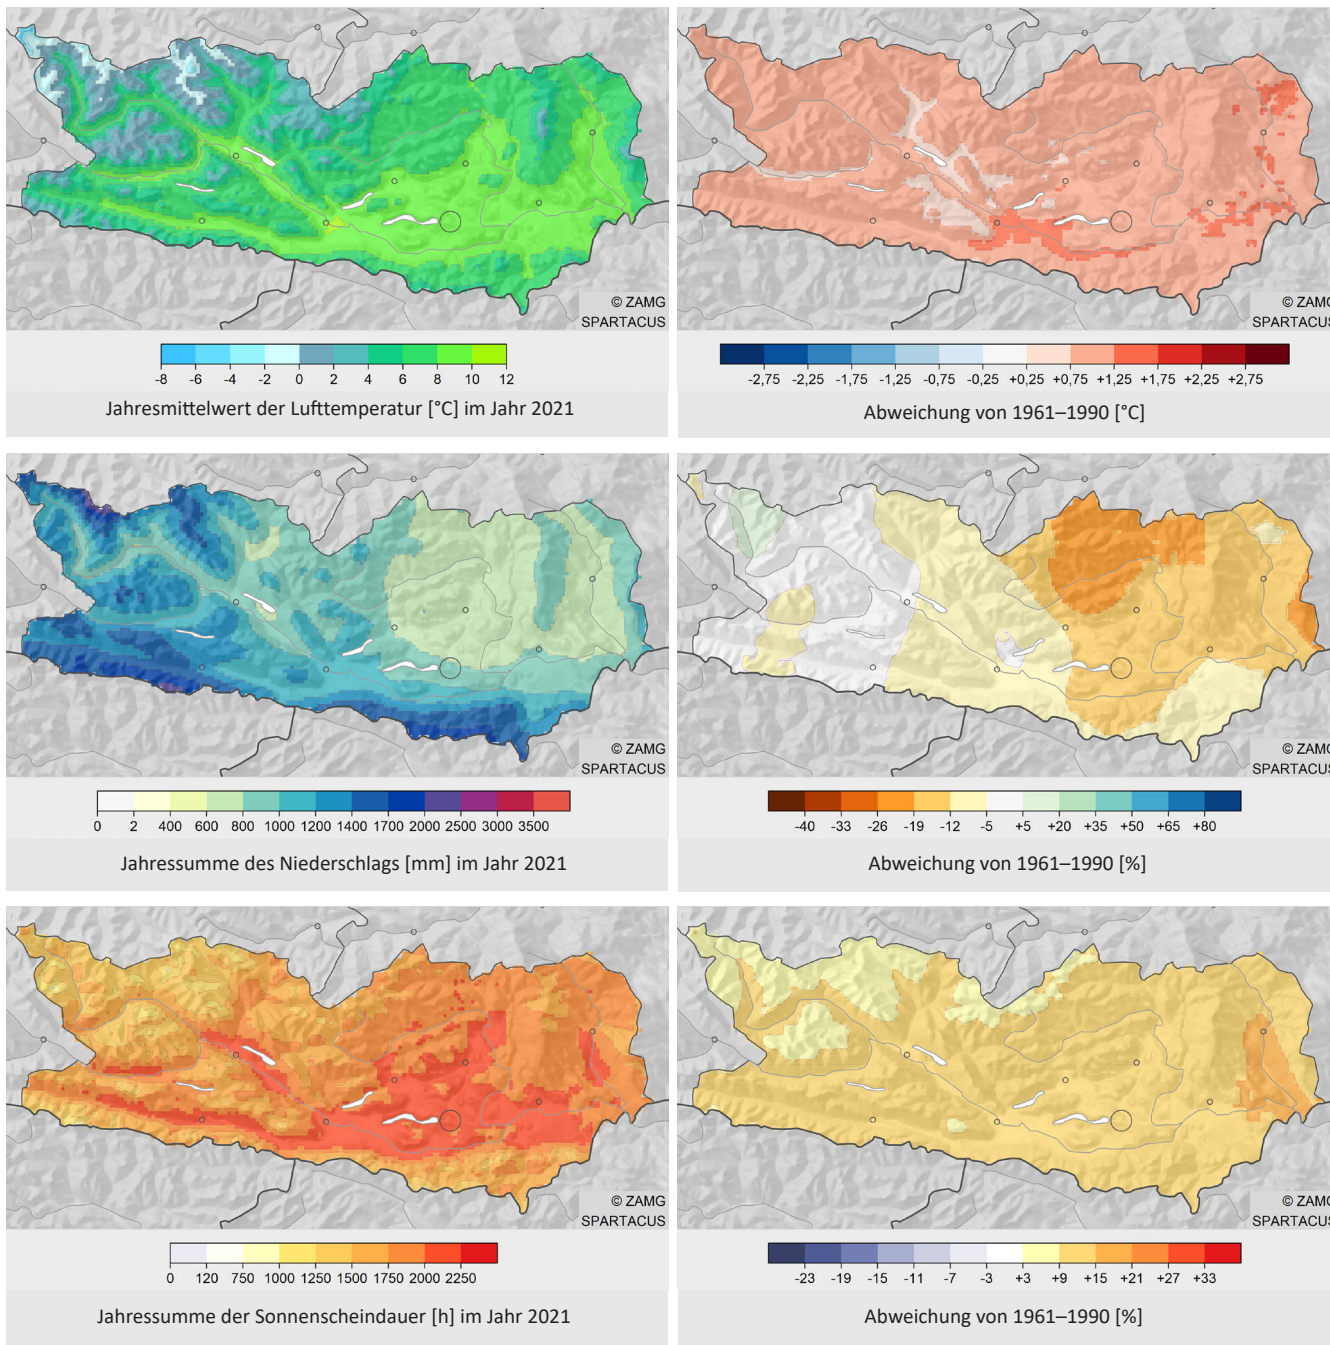 © ZAMG
SPARTACUS
-8 -6 -4 -2 0 2 4 6 8 10 12
Jahresmittelwert der Lufttemperatur [°C] im Jahr 2021
© ZAMG
SPARTACUS
-2,75 -2,25 -1,75 -1,25 -0,75 -0,25 +0,25 +0,75 +1,25 +1,75 +2,25 +2,75
Abweichung von 1961–1990 [°C]
© ZAMG
SPARTACUS
0 2 400 600 800 1000 1200 1400 1700 2000 2500 3000 3500
Jahressumme des Niederschlags [mm] im Jahr 2021
© ZAMG
SPARTACUS
-40 -33 -26 -19 -12 -5 +5 +20 +35 +50 +65 +80
Abweichung von 1961–1990 [%]
© ZAMG
SPARTACUS
0 120 750 1000 1250 1500 1750 2000 2250
Jahressumme der Sonnenscheindauer [h] im Jahr 2021
© ZAMG
SPARTACUS
-23 -19 -15 -11 -7 -3 +3 +9 +15 +21 +27 +33
Abweichung von 1961–1990 [%]